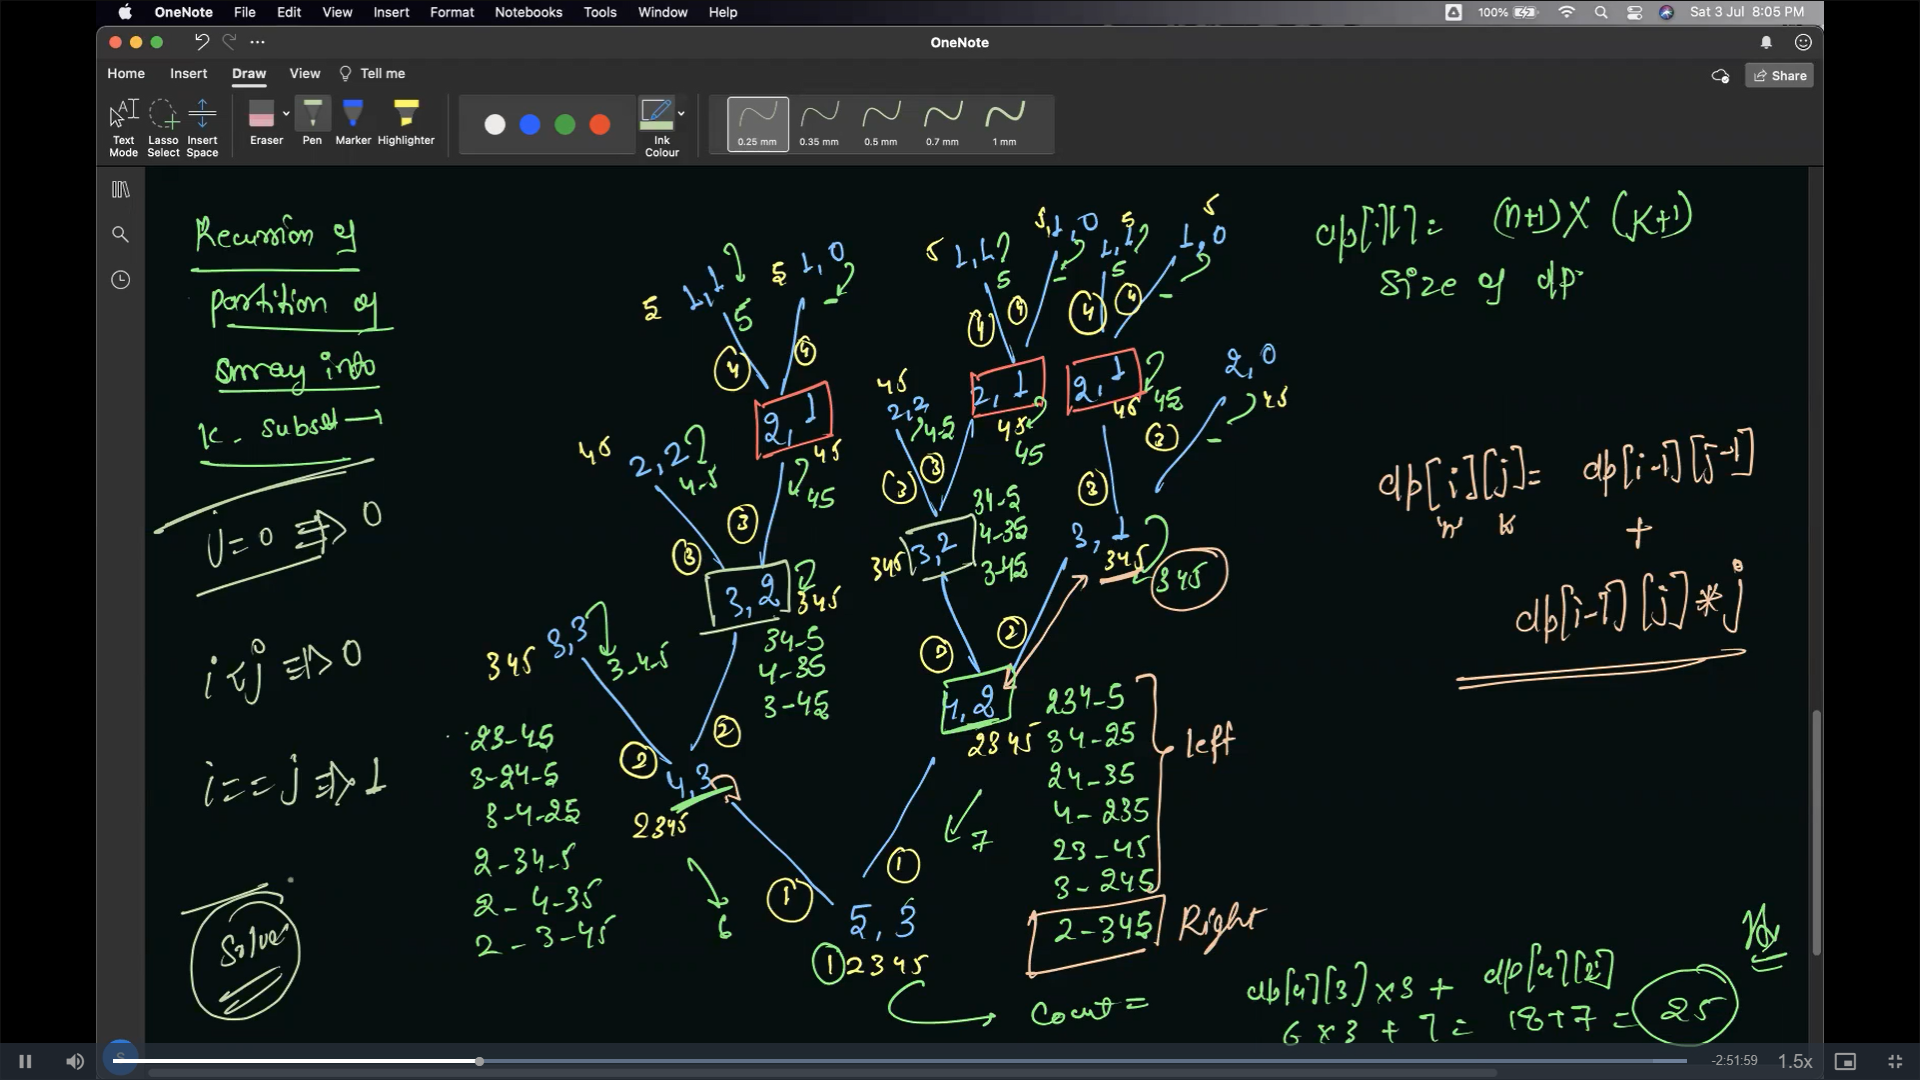 OneNote File Edit View Insert Format Notebooks Tools Window Help
100% Sat 3 Jul 8:05 PM
OneNote
Home Insert Draw View Tell me
Share
Text Mode
Lasso Select
Insert Space
Eraser
Pen
Marker
Highlighter
Ink Colour
0.25 mm
0.35 mm
0.5 mm
0.7 mm
1 mm
Recursion of
partition of
array into
K. subset →
j=0 ⇒ 0
i<j ⇒ 0
i==j ⇒ 1
Solve
5 1,1 5
5 1,0 -
5 1,1 5
5 1,0 -
5 1,1 5
5 1,0 -
4 4
4 4
4 4
45 2,2 4-5
2,1 45 45
45 2,2 4-5
2,1 45 45
2,1 45 45
2,0 45 -
3 3
3 3
3 3
345 3,3 3-4-5
3,2 345
34-5
4-35
3-45
345 3,2
34-5
4-35
3-45
3,1 345 345
2 2
2 2
4,3
2345
6
23-45
3-24-5
3-4-25
2-34-5
2-4-35
2-3-45
4,2
2345
7
234-5
34-25
24-35
4-235
23-45
3-245
left
2-345 Right
1 1
5,3
12345
Count =
dp[4][3] x3 + dp[4][2]
6x3 + 7 = 18+7 = 25
dp[][] = (n+1) X (K+1)
Size of dp
dp[i][j] = dp[i-1][j-1]
n k
+
dp[i-1][j] * j
-2:51:59 1.5x